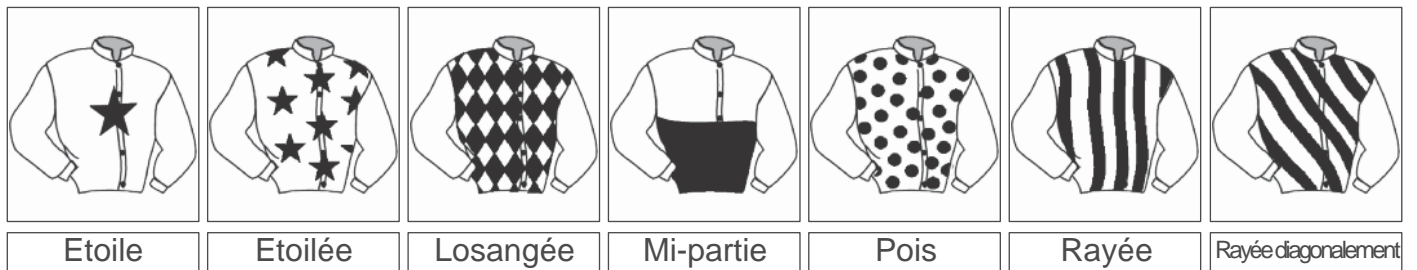 Etoile
Etoilée
Losangée
Mi-partie
Pois
Rayée
Rayée diagonalement